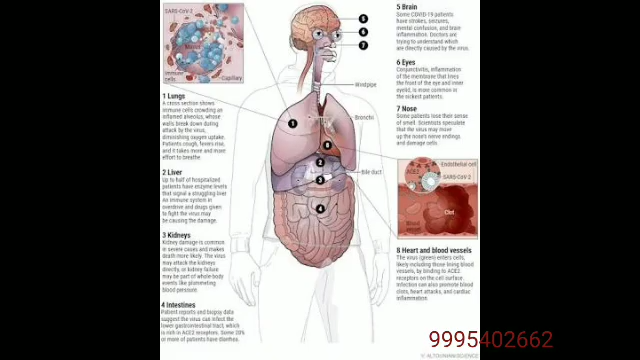 SARS-CoV-2
Immune
cells
Capillary
1 Lungs
A cross section shows
immune cells crowding an
inflamed alveolus, whose
walls break down during
attack by the virus,
diminishing oxygen uptake.
Patients cough, fevers rise,
and it takes more and more
effort to breathe.
2 Liver
Up to half of hospitalized
patients have enzyme levels
that signal a struggling liver.
An immune system in
overdrive and drugs given
to fight the virus may
be causing the damage.
3 Kidneys
Kidney damage is common
in severe cases and makes
death more likely. The virus
may attack the kidneys
directly, or kidney failure
may be part of whole body
events like plummeting
blood pressure.
4 Intestines
Patient reports and biopsy data
suggest the virus can infect the
lower gastrointestinal tract, which
is rich in ACE2 receptors. Some 20%
or more of patients have diarrhea.
5
6
7
Windpipe
Bronchi
1
8
2
3
4
Bile duct
5 Brain
Some COVID-19 patients
have strokes, seizures,
mental confusion, and brain
inflammation. Doctors are
trying to understand which
are directly caused by the virus.
6 Eyes
Conjunctivitis, inflammation
of the membrane that lines
the front of the eye and inner
eyelid, is more common in
the sickest patients.
7 Nose
Some patients lose their sense
of smell. Scientists speculate
that the virus may move
up the nose's nerve endings
and damage cells.
Endothelial cell
ACE2
SARS-CoV-2
Clot
Blood
8 Heart and blood vessels
The virus (green) enters cells,
likely including those lining blood
vessels, by binding to ACE2
receptors on the cell surface.
Infection can also promote blood
clots, heart attacks, and cardiac
inflammation.
9995402662